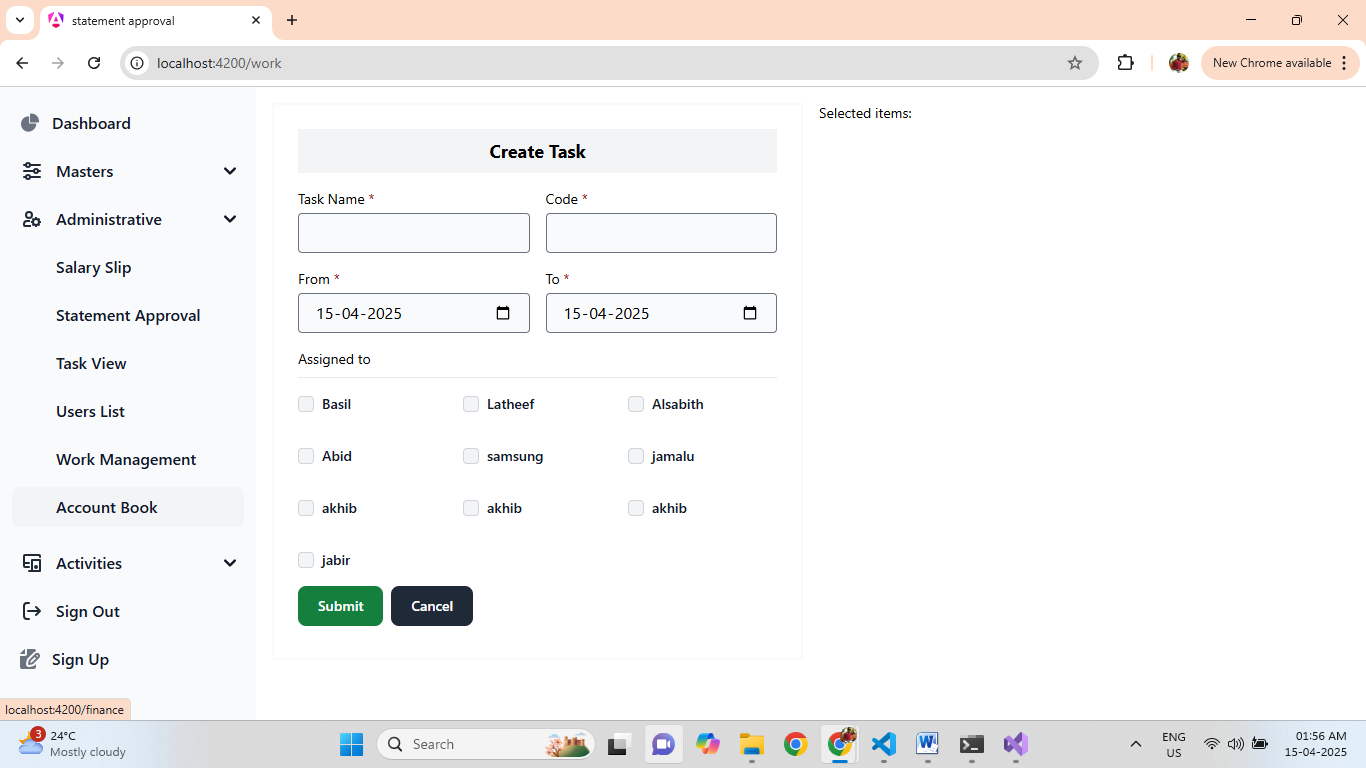 statement approval
localhost:4200/work
New Chrome available
Dashboard
Masters
Administrative
Salary Slip
Statement Approval
Task View
Users List
Work Management
Account Book
Activities
Sign Out
Sign Up
localhost:4200/finance
Create Task
Task Name * Code *
From * To *
15-04-2025 15-04-2025
Assigned to
Basil Latheef Alsabith
Abid samsung jamalu
akhib akhib akhib
jabir
Submit Cancel
Selected items:
3
24°C
Mostly cloudy
Search
ENG
US
01:56 AM
15-04-2025